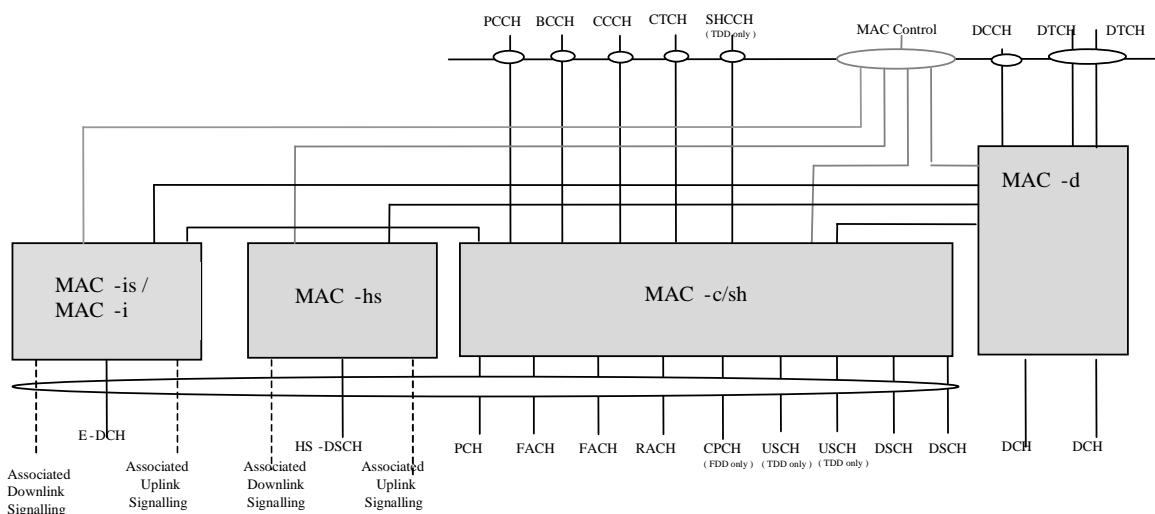 PCCH BCCH CCCH CTCH SHCCH
( TDD only )
MAC Control
DCCH DTCH DTCH
MAC -d
MAC -is /
MAC -i
MAC -hs
MAC -c/sh
E -DCH
HS -DSCH
PCH FACH FACH RACH CPCH USCH USCH DSCH DSCH
( FDD only ) ( TDD only ) ( TDD only )
DCH DCH
Associated
Downlink
Signalling
Associated
Uplink
Signalling
Associated
Downlink
Signalling
Associated
Uplink
Signalling